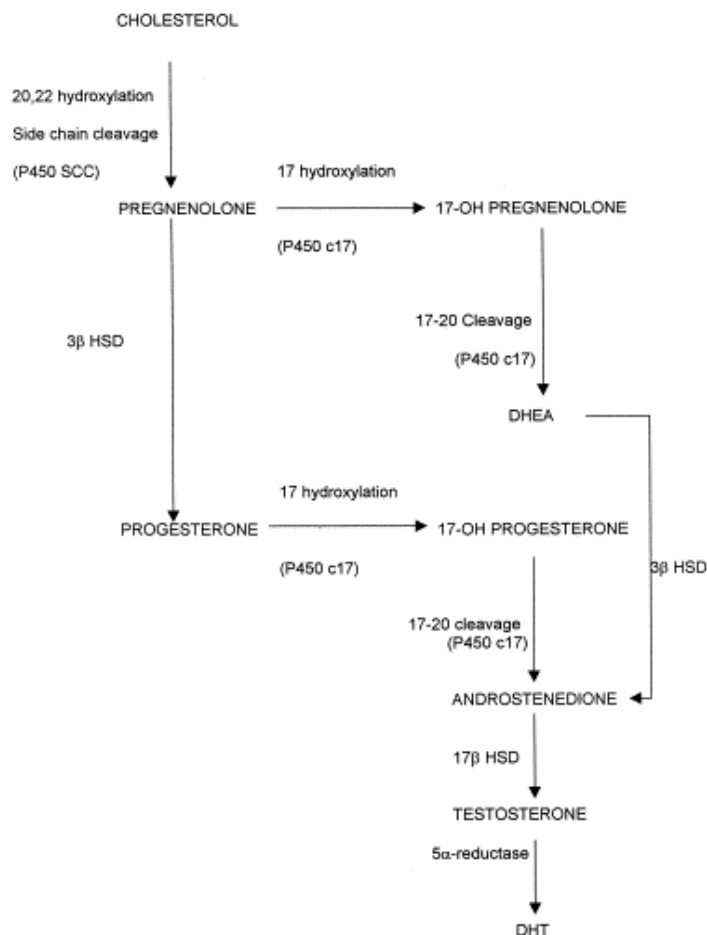 CHOLESTEROL
20,22 hydroxylation
Side chain cleavage
(P450 SCC)
17 hydroxylation
PREGNENOLONE
17-OH PREGNENOLONE
(P450 c17)
17-20 Cleavage
(P450 c17)
3β HSD
DHEA
17 hydroxylation
PROGESTERONE
17-OH PROGESTERONE
(P450 c17)
3β HSD
17-20 cleavage
(P450 c17)
ANDROSTENEDIONE
17β HSD
TESTOSTERONE
5α-reductase
DHT